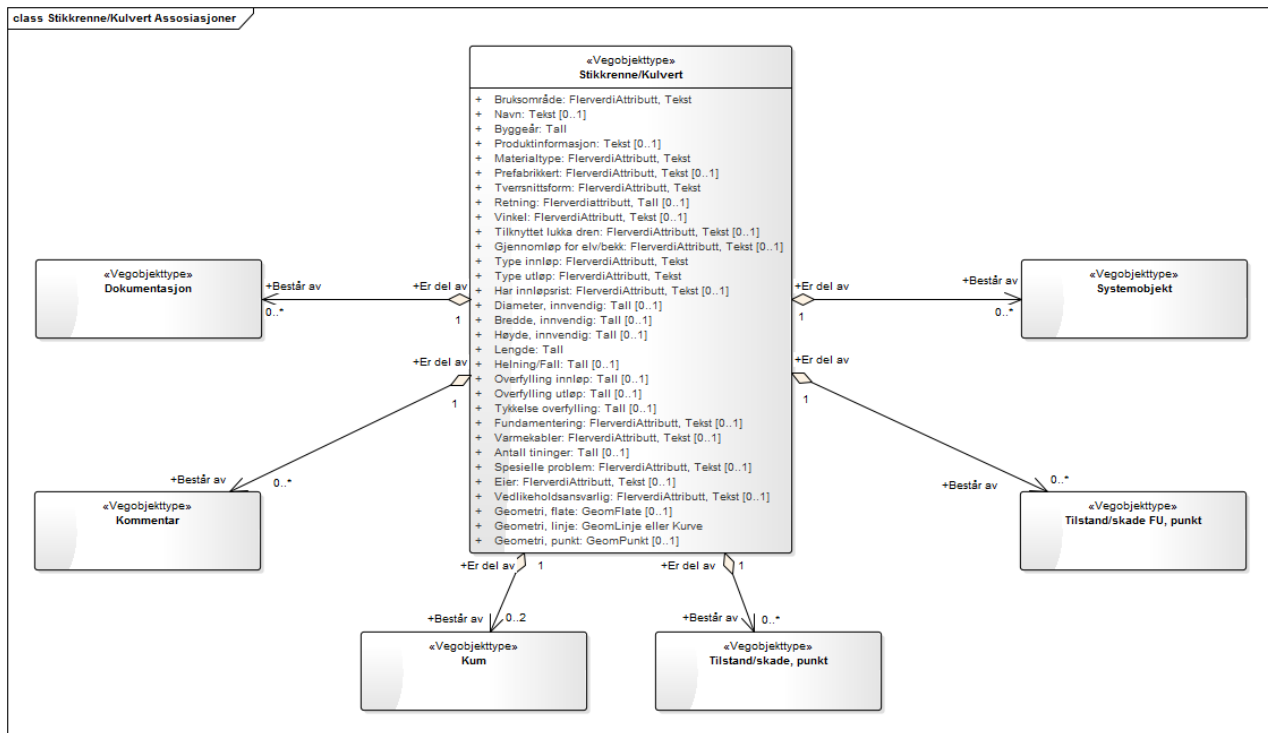 class Stikkrenne/Kulvert Assosiasjoner
«Vegobjekttype»
Stikkrenne/Kulvert
+ Bruksområde: FlerverdiAttributt, Tekst
+ Navn: Tekst [0..1]
+ Byggeår: Tall
+ Produktinformasjon: Tekst [0..1]
+ Materialtype: FlerverdiAttributt, Tekst
+ Prefabrikkert: FlerverdiAttributt, Tekst [0..1]
+ Tverrsnittsform: FlerverdiAttributt, Tekst
+ Retning: Flerverdiattributt, Tall [0..1]
+ Vinkel: FlerverdiAttributt, Tekst [0..1]
+ Tilknyttet lukka dren: FlerverdiAttributt, Tekst [0..1]
+ Gjennomløp for elv/bekk: FlerverdiAttributt, Tekst [0..1]
+ Type innløp: FlerverdiAttributt, Tekst
+ Type utløp: FlerverdiAttributt, Tekst
+ Har innløpsrist: FlerverdiAttributt, Tekst [0..1]
+ Diameter, innvendig: Tall [0..1]
+ Bredde, innvendig: Tall [0..1]
+ Høyde, innvendig: Tall [0..1]
+ Lengde: Tall
+ Helning/Fall: Tall [0..1]
+ Overfylling innløp: Tall [0..1]
+ Overfylling utløp: Tall [0..1]
+ Tykkelse overfylling: Tall [0..1]
+ Fundamentering: FlerverdiAttributt, Tekst [0..1]
+ Varmekabler: FlerverdiAttributt, Tekst [0..1]
+ Antall tininger: Tall [0..1]
+ Spesielle problem: FlerverdiAttributt, Tekst [0..1]
+ Eier: FlerverdiAttributt, Tekst [0..1]
+ Vedlikeholdsansvarlig: FlerverdiAttributt, Tekst [0..1]
+ Geometri, flate: GeomFlate [0..1]
+ Geometri, linje: GeomLinje eller Kurve
+ Geometri, punkt: GeomPunkt [0..1]
«Vegobjekttype»
Dokumentasjon
+Består av
0..*
+Er del av
1
+Er del av
1
+Består av
0..*
«Vegobjekttype»
Systemobjekt
+Er del av
1
+Består av
0..*
«Vegobjekttype»
Kommentar
+Er del av
1
+Består av
0..*
«Vegobjekttype»
Tilstand/skade FU, punkt
+Er del av
1
+Består av
0..2
«Vegobjekttype»
Kum
+Er del av
1
+Består av
0..*
«Vegobjekttype»
Tilstand/skade, punkt